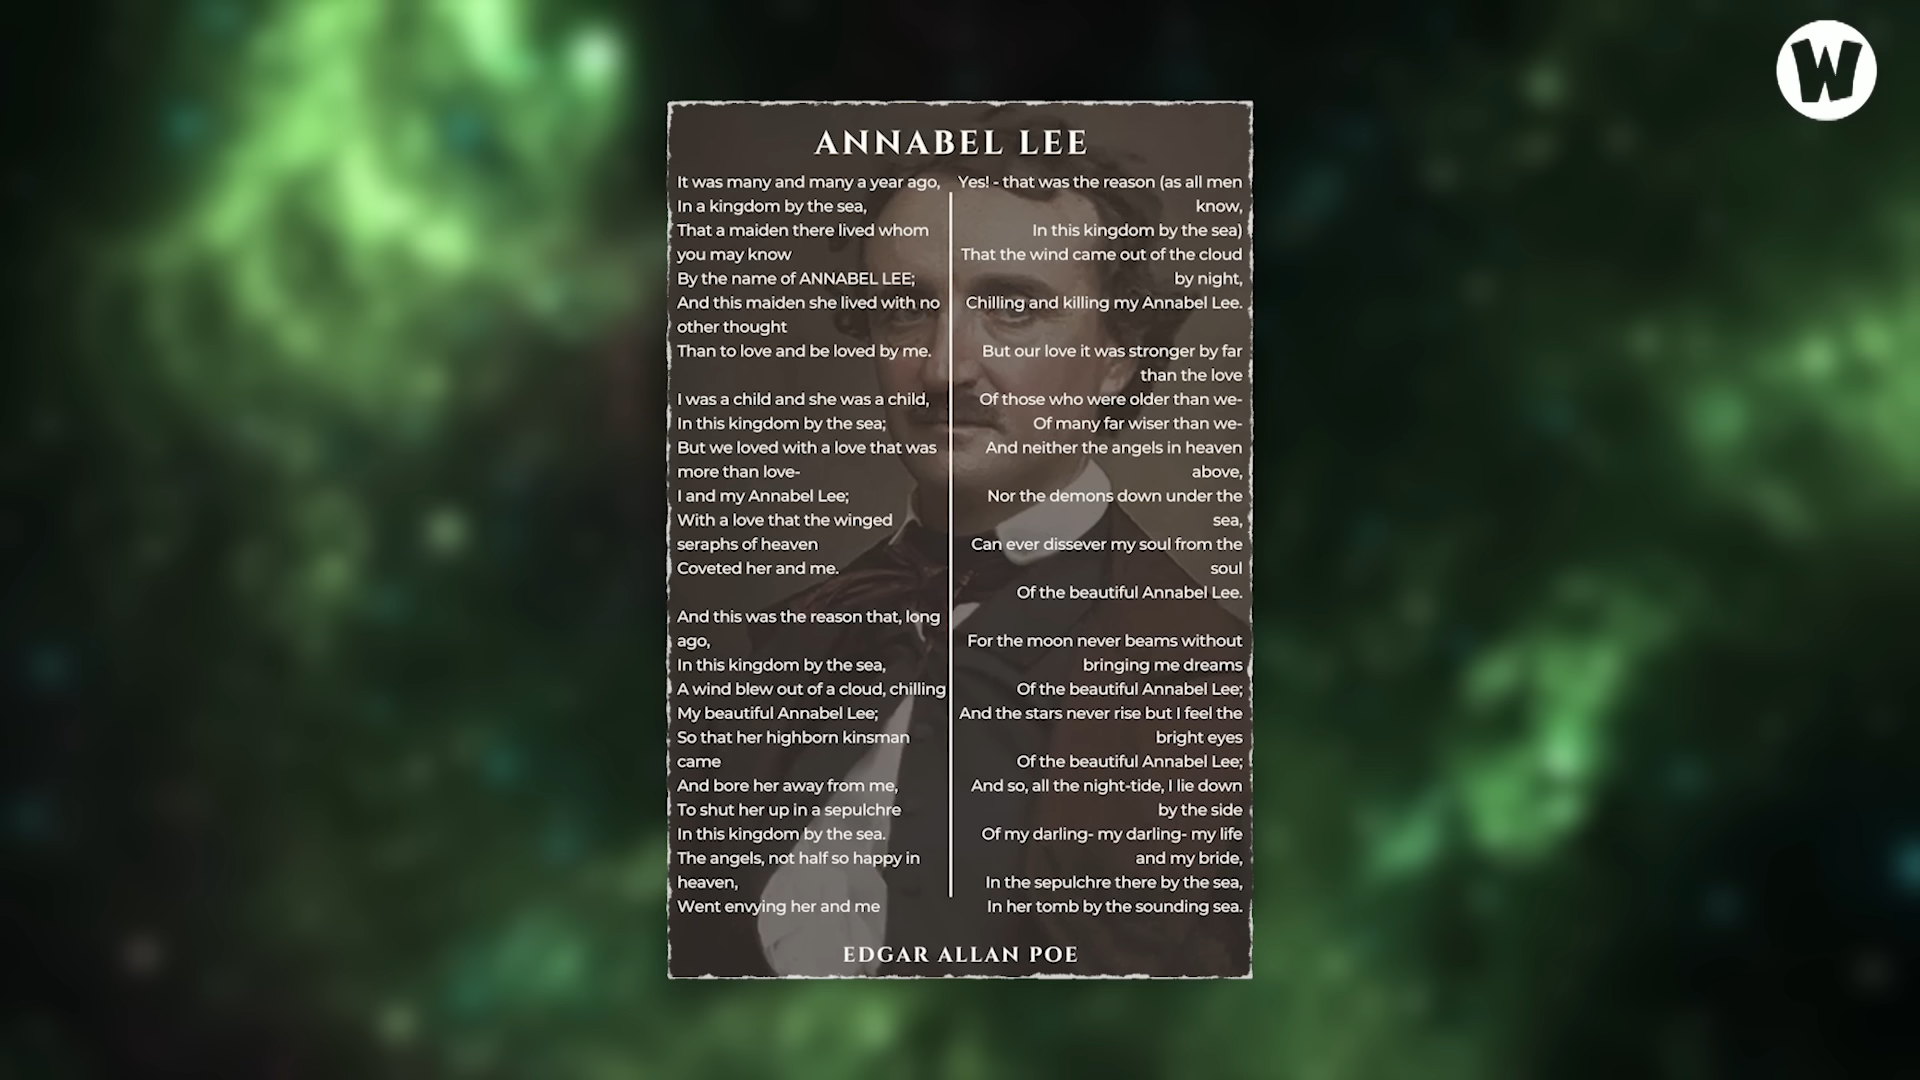 W
ANNABEL LEE
It was many and many a year ago,
In a kingdom by the sea,
That a maiden there lived whom
you may know
By the name of ANNABEL LEE;
And this maiden she lived with no
other thought
Than to love and be loved by me.
I was a child and she was a child,
In this kingdom by the sea;
But we loved with a love that was
more than love-
I and my Annabel Lee;
With a love that the winged
seraphs of heaven
Coveted her and me.
And this was the reason that, long
ago,
In this kingdom by the sea,
A wind blew out of a cloud, chilling
My beautiful Annabel Lee;
So that her highborn kinsman
came
And bore her away from me,
To shut her up in a sepulchre
In this kingdom by the sea.
The angels, not half so happy in
heaven,
Went envying her and me
Yes! - that was the reason (as all men
know,
In this kingdom by the sea)
That the wind came out of the cloud
by night,
Chilling and killing my Annabel Lee.
But our love it was stronger by far
than the love
Of those who were older than we-
Of many far wiser than we-
And neither the angels in heaven
above,
Nor the demons down under the
sea,
Can ever dissever my soul from the
soul
Of the beautiful Annabel Lee.
For the moon never beams without
bringing me dreams
Of the beautiful Annabel Lee;
And the stars never rise but I feel the
bright eyes
Of the beautiful Annabel Lee;
And so, all the night-tide, I lie down
by the side
Of my darling- my darling- my life
and my bride,
In the sepulchre there by the sea,
In her tomb by the sounding sea.
EDGAR ALLAN POE